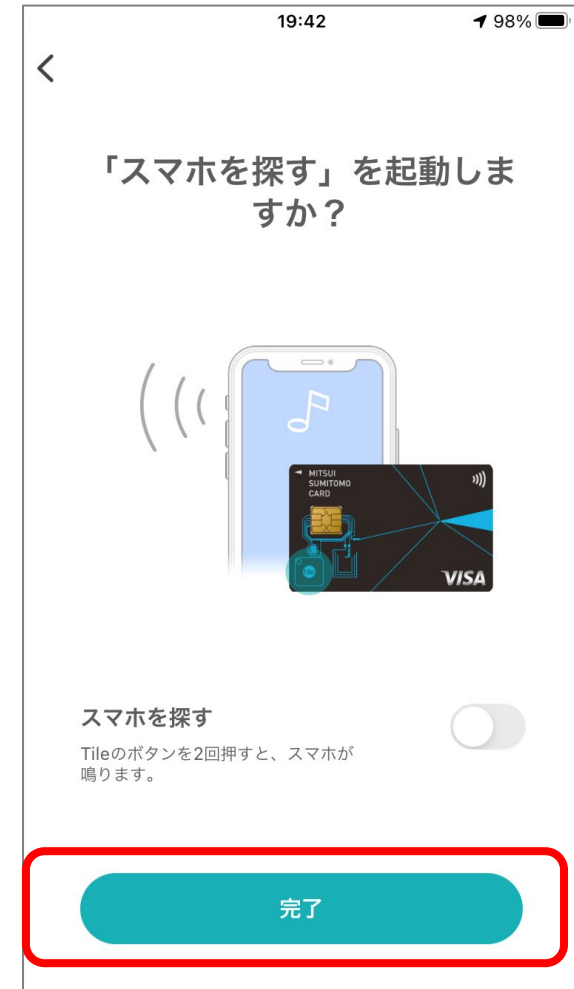 19:42
98%
「スマホを探す」を起動しま
すか？
MITSUI
SUMITOMO
CARD
VISA
スマホを探す
Tileのボタンを2回押すと、スマホが
鳴ります。
完了